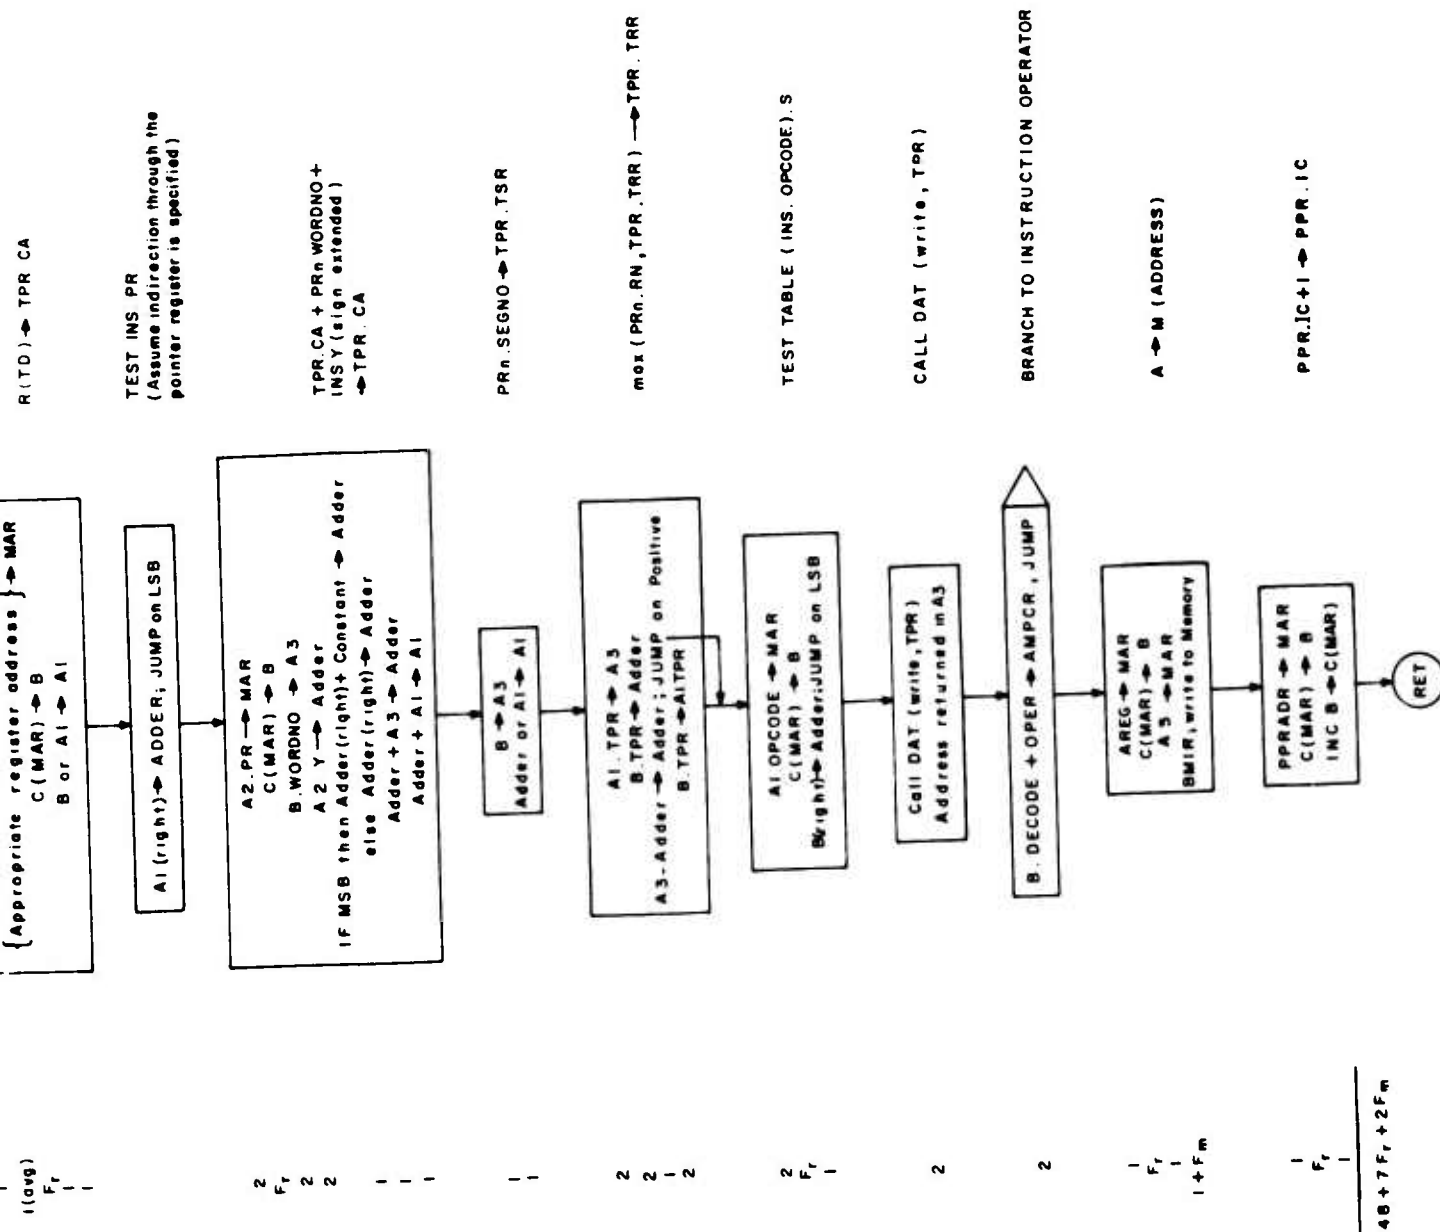 1
1(avg)
Fr
1
1
{Appropriate register address}→MAR
C(MAR)→B
B or A1→A1
R(TD)→TPR CA
A1(right)→ADDER; JUMP on LSB
TEST INS PR
(Assume indirection through the
pointer register is specified)
2
Fr
2
2
1
1
1
A2.PR→MAR
C(MAR)→B
B.WORDNO→A3
A2 Y→Adder
IF MSB then Adder(right)+Constant→Adder
else Adder(right)→Adder
Adder+A3→Adder
Adder+A1→A1
TPR.CA + PRn WORDNO+
INS Y (sign extended)
→TPR.CA
1
1
B→A3
Adder or A1→A1
PRn.SEGNO→TPR.TSR
2
2
1
2
A1.TPR→A3
B.TPR→Adder
A3-Adder→Adder; JUMP on Positive
B.TPR→A1TPR
max(PRn.RN,TPR.TRR)→TPR.TRR
2
Fr
1
A1.OPCODE→MAR
C(MAR)→B
B(right)→Adder:JUMP on LSB
TEST TABLE (INS. OPCODE).S
2
Call DAT (write,TPR)
Address returned in A3
CALL DAT (write, TPR)
2
B. DECODE + OPER→AMPCR, JUMP
BRANCH TO INSTRUCTION OPERATOR
1
Fr
1
1+Fm
AREG→MAR
C(MAR)→B
A3→MAR
BMIR, write to Memory
A→M (ADDRESS)
1
Fr
1
PPRADR→MAR
C(MAR)→B
INC B→C(MAR)
PPR.IC+1→PPR.IC
48+7Fr+2Fm
RET